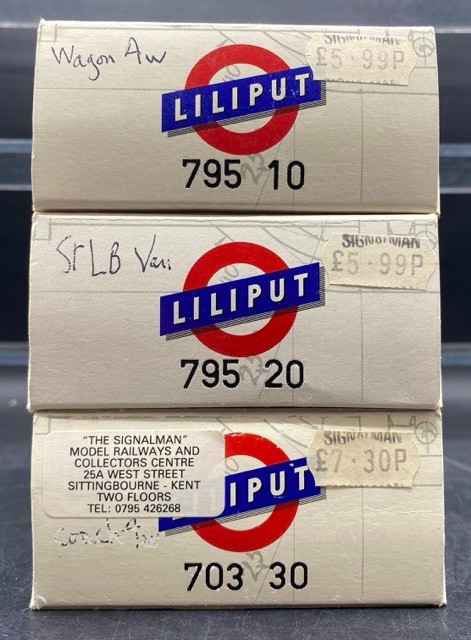 Wagon Aw
SIGNALMAN
£5·99P
LILIPUT
795 10
St LB Van
SIGNALMAN
£5·99P
LILIPUT
795 20
"THE SIGNALMAN"
MODEL RAILWAYS AND
COLLECTORS CENTRE
25A WEST STREET
SITTINGBOURNE - KENT
TWO FLOORS
TEL: 0795 426268
SIGNALMAN
£7·30P
IPUT
703 30